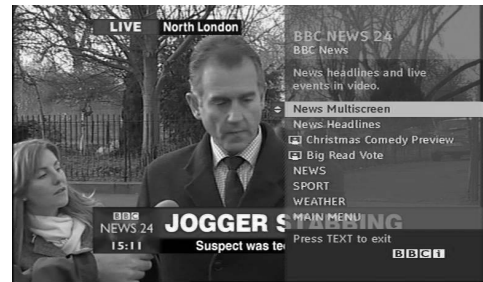 LIVE North London
BBC NEWS 24
BBC News
News headlines and live
events in video.
News Multiscreen
News Headlines
Christmas Comedy Preview
Big Read Vote
NEWS
SPORT
WEATHER
MAIN MENU
Press TEXT to exit
BBC 1
BBC
NEWS 24
15:11
JOGGER STABBING
Suspect was